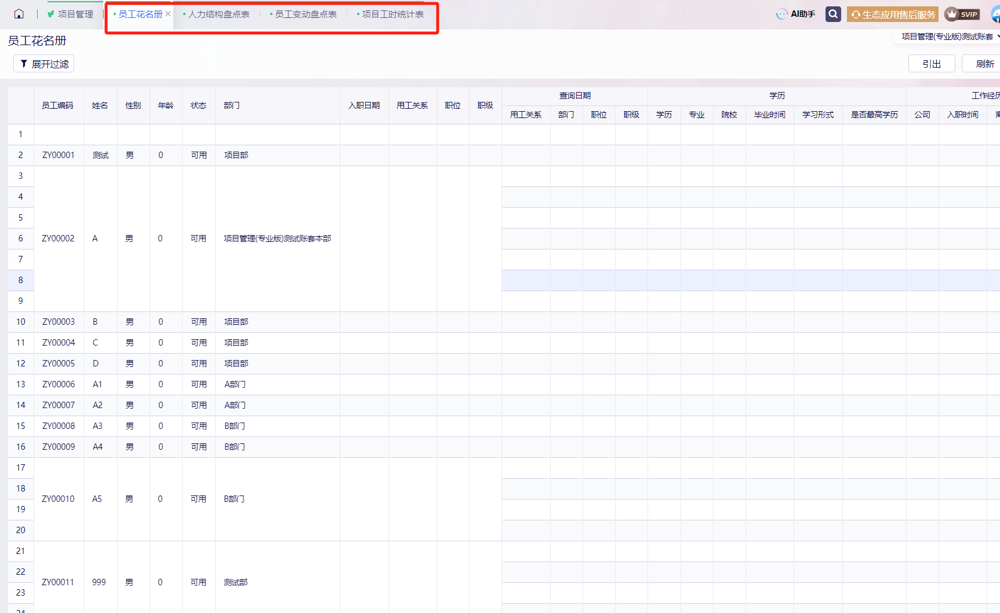 项目管理 员工花名册 人力结构盘点表 员工变动盘点表 项目工时统计表 AI助手 生态应用售后服务 SVIP
员工花名册 项目管理(专业版)测试账套
展开过滤 引出 刷新
员工编码 姓名 性别 年龄 状态 部门 入职日期 用工关系 职位 职级 查询日期 学历 工作经历
用工关系 部门 职位 职级 学历 专业 院校 毕业时间 学习形式 是否最高学历 公司 入职时间
1
2 ZY00001 测试 男 0 可用 项目部
3
4
5
6 ZY00002 A 男 0 可用 项目管理(专业版)测试账套本部
7
8
9
10 ZY00003 B 男 0 可用 项目部
11 ZY00004 C 男 0 可用 项目部
12 ZY00005 D 男 0 可用 项目部
13 ZY00006 A1 男 0 可用 A部门
14 ZY00007 A2 男 0 可用 A部门
15 ZY00008 A3 男 0 可用 B部门
16 ZY00009 A4 男 0 可用 B部门
17
18
ZY00010 A5 男 0 可用 B部门
19
20
21
22
ZY00011 999 男 0 可用 测试部
23
24